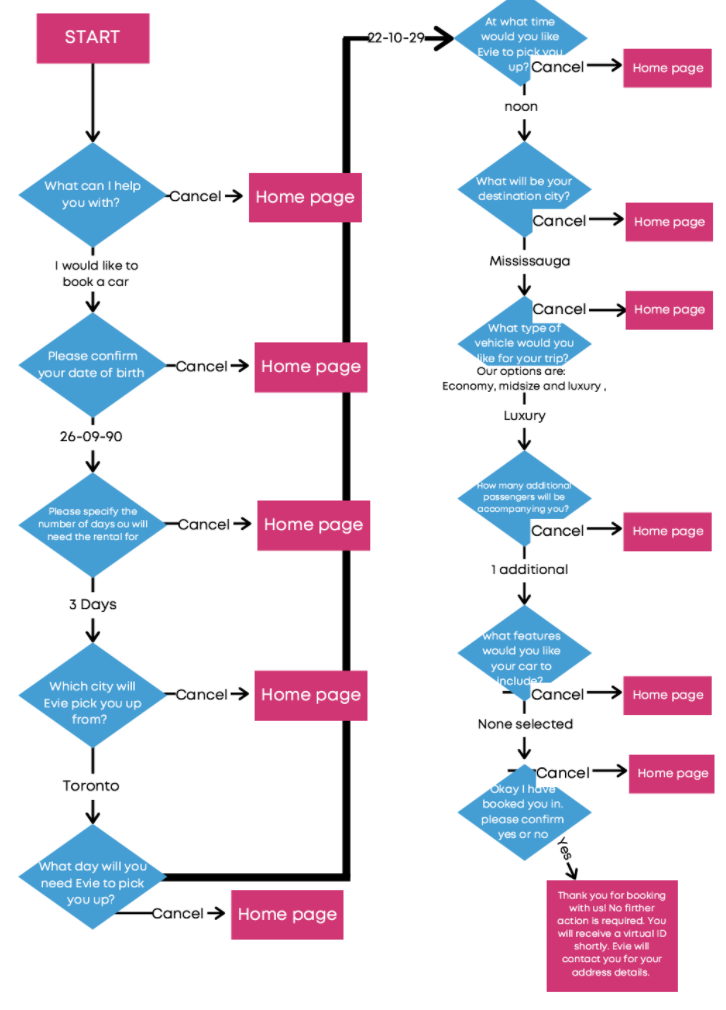 START
What can I help
you with?
Cancel
Home page
I would like to
book a car
Please confirm
your date of birth
Cancel
Home page
26-09-90
Please specify the
number of days ou will
need the rental for
Cancel
Home page
3 Days
Which city will
Evie pick you up
from?
Cancel
Home page
Toronto
What day will you
need Evie to pick
you up?
Cancel
Home page
22-10-29
At what time
would you like
Evie to pick you
up?
Cancel
Home page
noon
What will be your
destination city?
Cancel
Home page
Mississauga
Cancel
Home page
What type of
vehicle would you
like for your trip?
Our options are:
Economy, midsize and luxury ,
Luxury
How many additional
passengers will be
accompanying you?
Cancel
Home page
1 additional
what features
would you like
your car to
include?
Cancel
Home page
None selected
Cancel
Home page
Okay I have
booked you in.
please confirm
yes or no
Yes
Thank you for booking
with us! No firther
action is required. You
will receive a virtual ID
shortly. Evie will
contact you for your
address details.